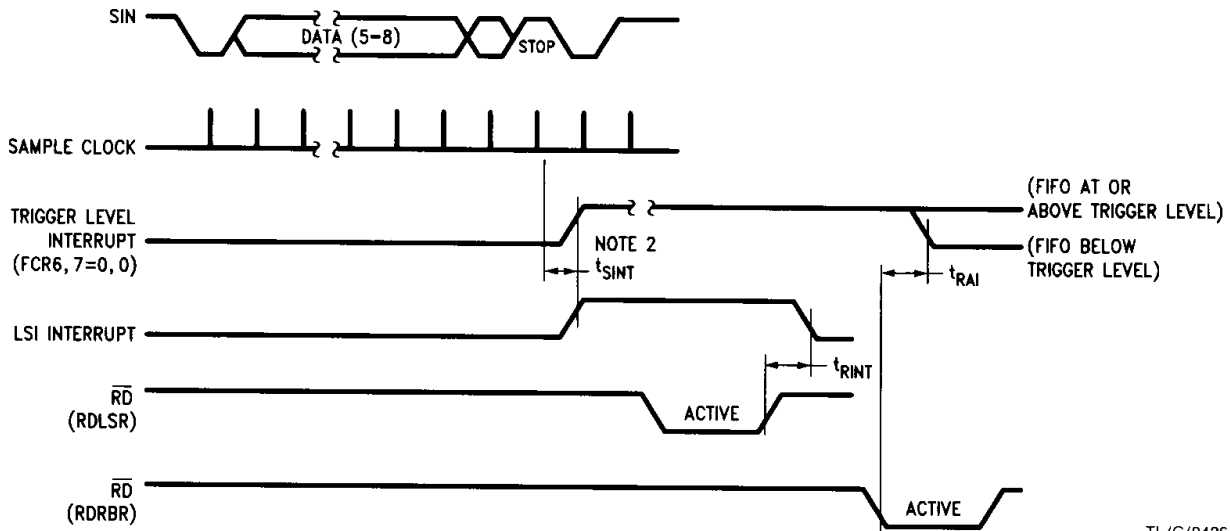 SIN
DATA (5-8)
STOP
SAMPLE CLOCK
TRIGGER LEVEL
INTERRUPT
(FCR6, 7=0, 0)
NOTE 2
tSINT
(FIFO AT OR
ABOVE TRIGGER LEVEL)
(FIFO BELOW
TRIGGER LEVEL)
tRAI
LSI INTERRUPT
tRINT
RD
(RDLSR)
ACTIVE
RD
(RDRBR)
ACTIVE